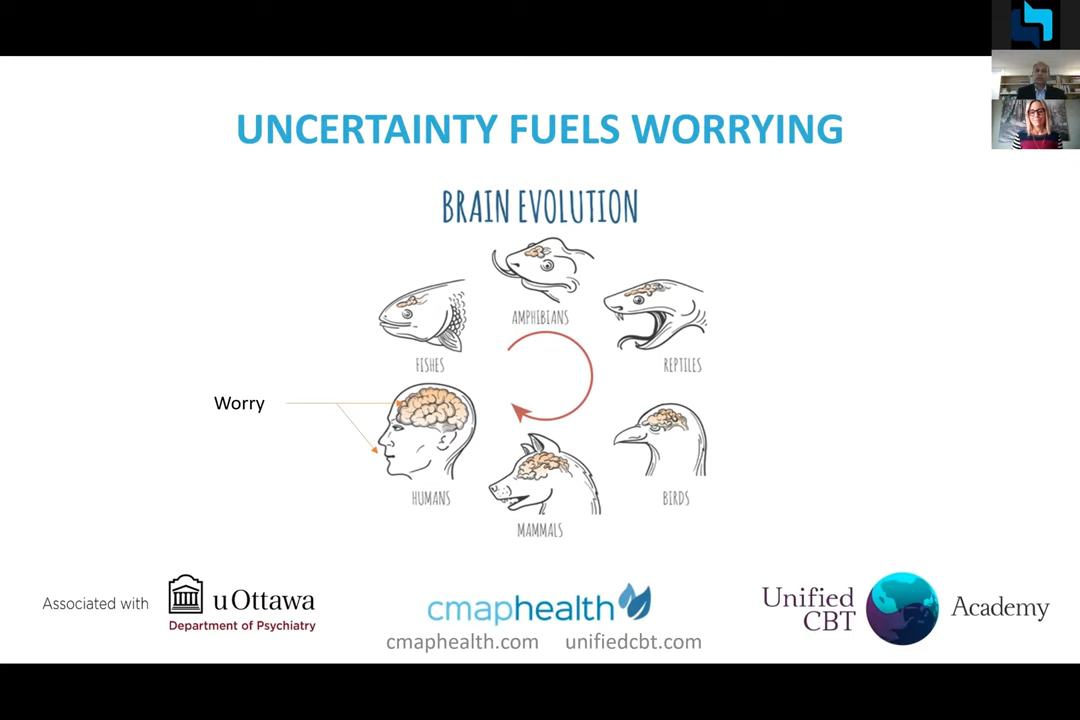 UNCERTAINTY FUELS WORRYING
BRAIN EVOLUTION
AMPHIBIANS
FISHES
REPTILES
Worry
HUMANS
BIRDS
MAMMALS
Associated with
uOttawa
Department of Psychiatry
cmaphealth
cmaphealth.com unifiedcbt.com
Unified
CBT
Academy